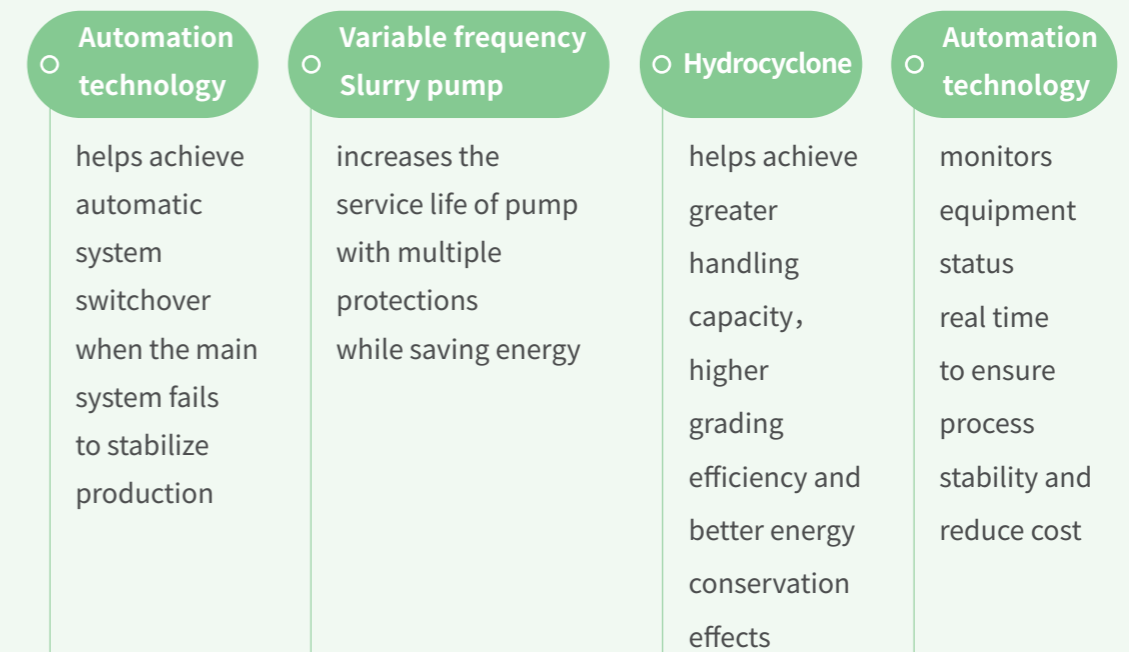 Automation
technology
helps achieve
automatic
system
switchover
when the main
system fails
to stabilize
production
Variable frequency
Slurry pump
increases the
service life of pump
with multiple
protections
while saving energy
Hydrocyclone
helps achieve
greater
handling
capacity，
higher
grading
efficiency and
better energy
conservation
effects
Automation
technology
monitors
equipment
status
real time
to ensure
process
stability and
reduce cost